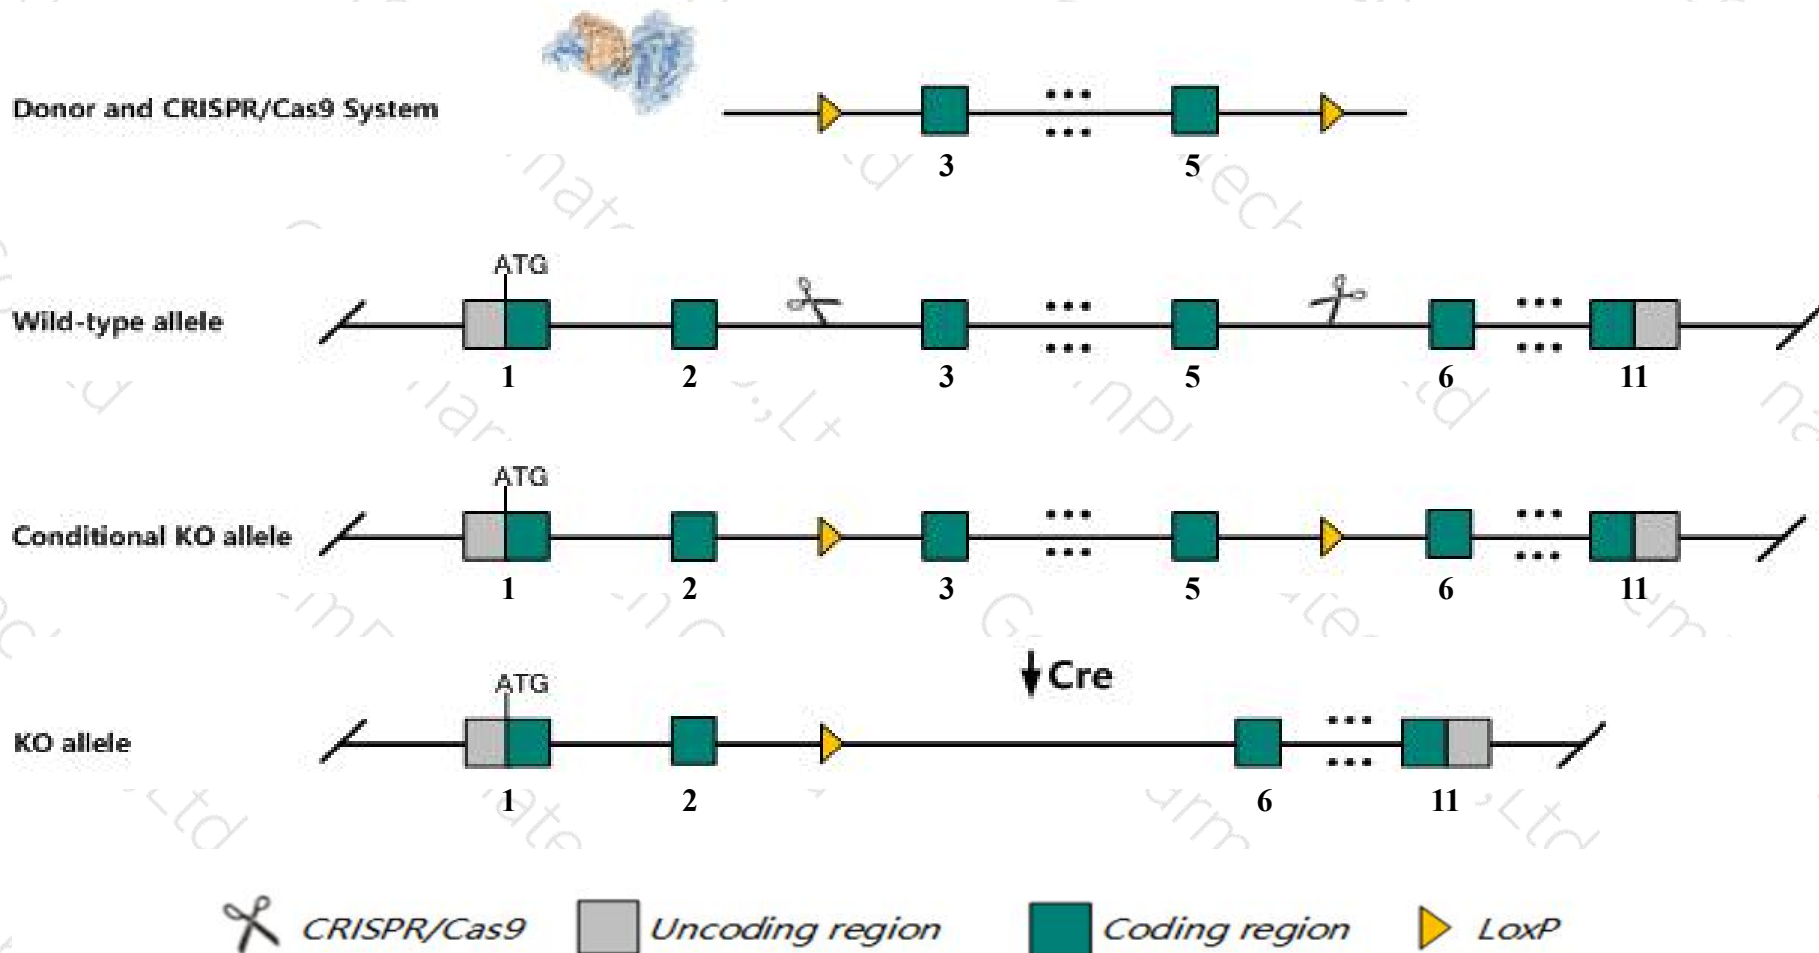 Donor and CRISPR/Cas9 System
3 5
ATG
Wild-type allele
1 2 3 5 6 11
ATG
Conditional KO allele
1 2 3 5 6 11
Cre
ATG
KO allele
1 2 6 11
CRISPR/Cas9 Uncoding region Coding region LoxP